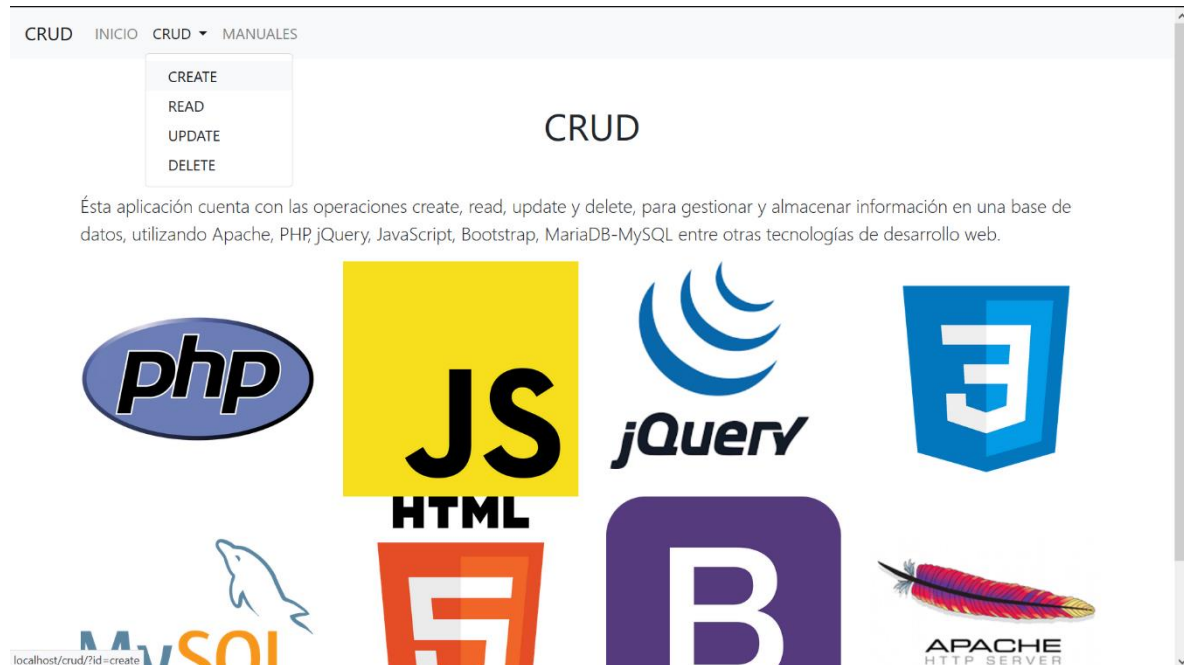 CRUD INICIO CRUD MANUALES
CREATE
READ
UPDATE
DELETE
CRUD
Ésta aplicación cuenta con las operaciones create, read, update y delete, para gestionar y almacenar información en una base de
datos, utilizando Apache, PHP, jQuery, JavaScript, Bootstrap, MariaDB-MySQL entre otras tecnologías de desarrollo web.
php
JS
jQuery
3
HTML
5
B
MySQL
APACHE
HTTP SERVER
localhost/crud/?id=create